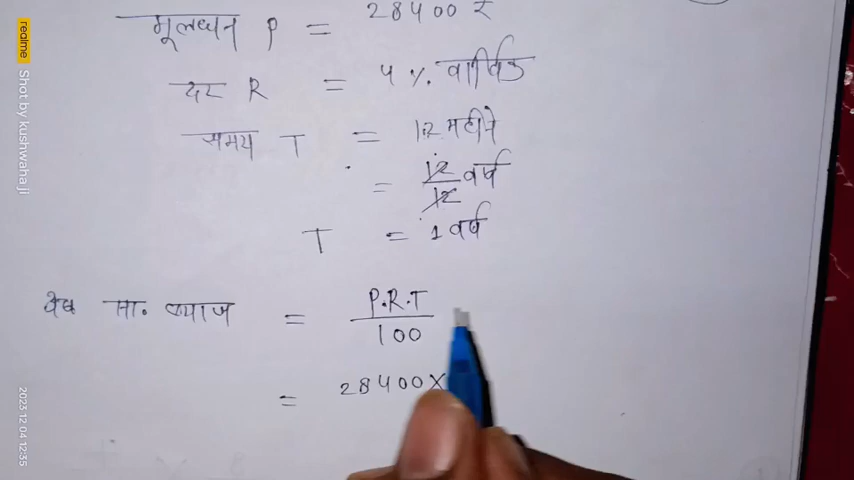 मूलधन P = 28400 ₹
दर R = 4 % वार्षिक
समय T = 12 महीने
= 12/12 वर्ष
T = 1 वर्ष
सा. ब्याज = P.R.T/100
= 28400 ×
realme
Shot by kushwaha ji
2023.12.04 12:35